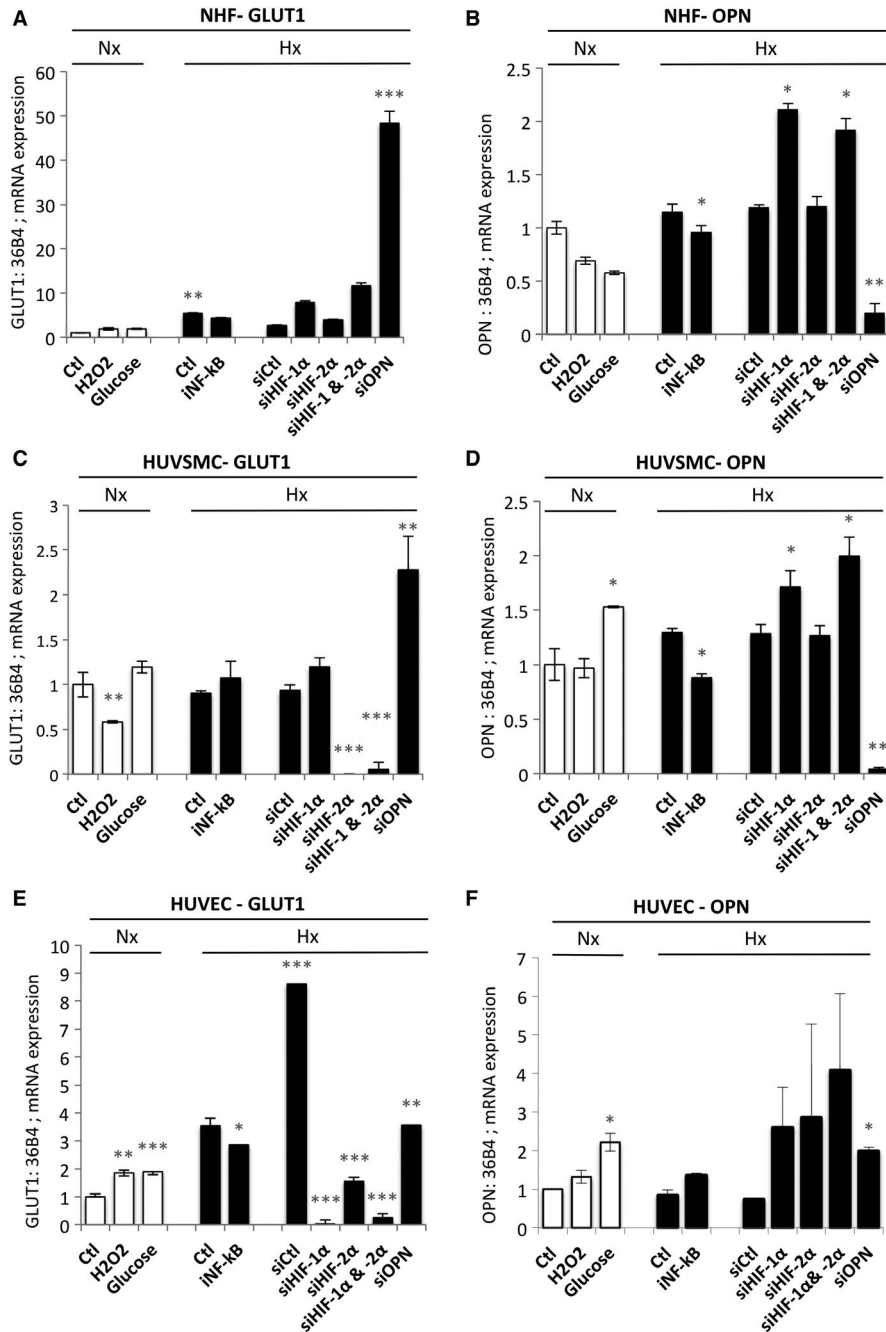 A
NHF- GLUT1
Nx Hx
GLUT1: 36B4 ; mRNA expression
60
50
40
30
20
10
0
** ***
Ctl H2O2 Glucose Ctl iNF-kB siCtl siHIF-1α siHIF-2α siHIF-1 & -2α siOPN
B
NHF- OPN
Nx Hx
OPN : 36B4 ; mRNA expression
2.5
2
1.5
1
0.5
0
* * * **
Ctl H2O2 Glucose Ctl iNF-kB siCtl siHIF-1α siHIF-2α siHIF-1 & -2α siOPN
C
HUVSMC- GLUT1
Nx Hx
GLUT1: 36B4 ; mRNA expression
3
2.5
2
1.5
1
0.5
0
** *** *** **
Ctl H2O2 Glucose Ctl iNF-kB siCtl siHIF-1α siHIF-2α siHIF-1 & -2α siOPN
D
HUVSMC- OPN
Nx Hx
OPN : 36B4 ; mRNA expression
2.5
2
1.5
1
0.5
0
* * * * **
Ctl H2O2 Glucose Ctl iNF-kB siCtl siHIF-1α siHIF-2α siHIF-1 & -2α siOPN
E
HUVEC - GLUT1
Nx Hx
GLUT1: 36B4 ; mRNA expression
10
9
8
7
6
5
4
3
2
1
0
** *** * *** *** *** *** **
Ctl H2O2 Glucose Ctl iNF-kB siCtl siHIF-1α siHIF-2α siHIF-1α & -2α siOPN
F
HUVEC - OPN
Nx Hx
OPN: 36B4 ; mRNA expression
7
6
5
4
3
2
1
0
* *
Ctl H2O2 Glucose Ctl iNF-kB siCtl siHIF-1α siHIF-2α siHIF-1α& -2α siOPN